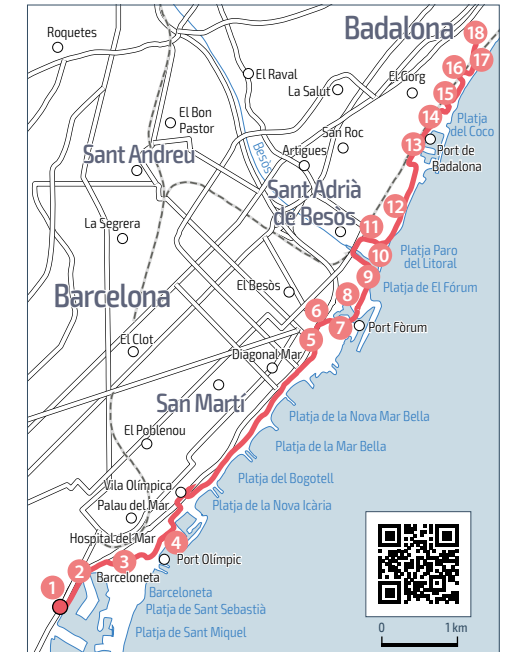 Badalona
Roquetes
18
17
16
El Raval
La Salut
El Gorg
15
El Bon
Pastor
14
Platja
del Coco
San Roc
13
Port de
Badalona
Sant Andreu
Artigues
Besòs
Sant Adrià
de Besòs
12
La Segrera
11
10
Platja Paro
del Litoral
9
El Besòs
Platja de El Fórum
Barcelona
8
6
7
Port Fòrum
5
El Clot
Diagonal Mar
San Martí
Platja de la Nova Mar Bella
El Poblenou
Platja de la Mar Bella
Platja del Bogotell
Vila Olímpica
Palau del Mar
Platja de la Nova Icària
Hospital del Mar
4
3
Port Olímpic
2
Barceloneta
1
Barceloneta
Platja de Sant Sebastià
Platja de Sant Miquel
0
1 km